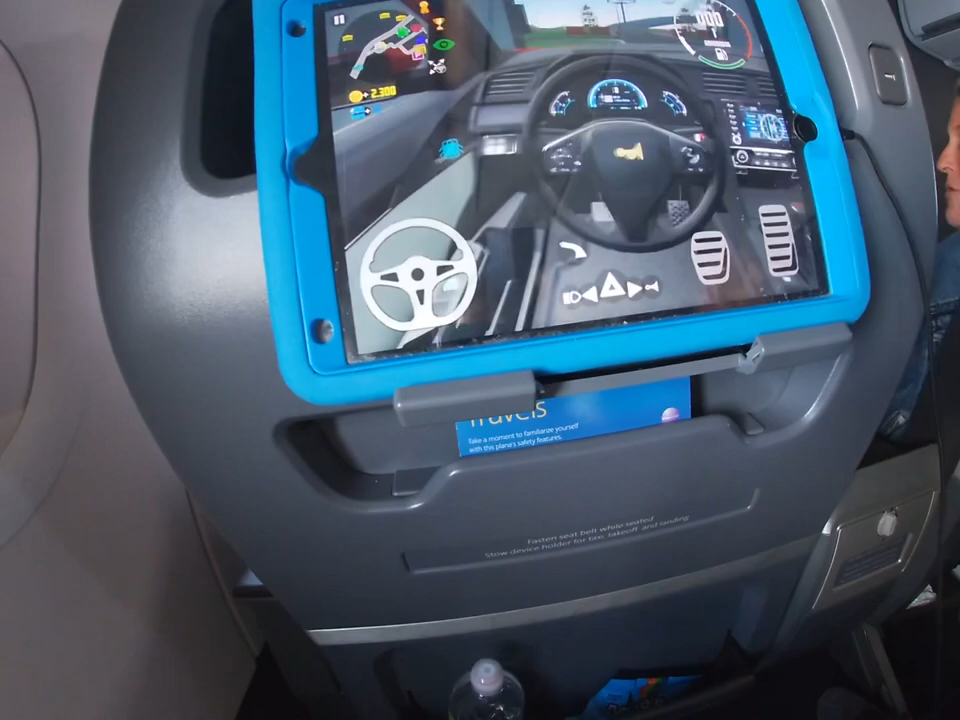 + 2.300
Travels
Take a moment to familiarize yourself
with this plane's safety features.
Fasten seat belt while seated
Stow device holder for taxi, takeoff and landing